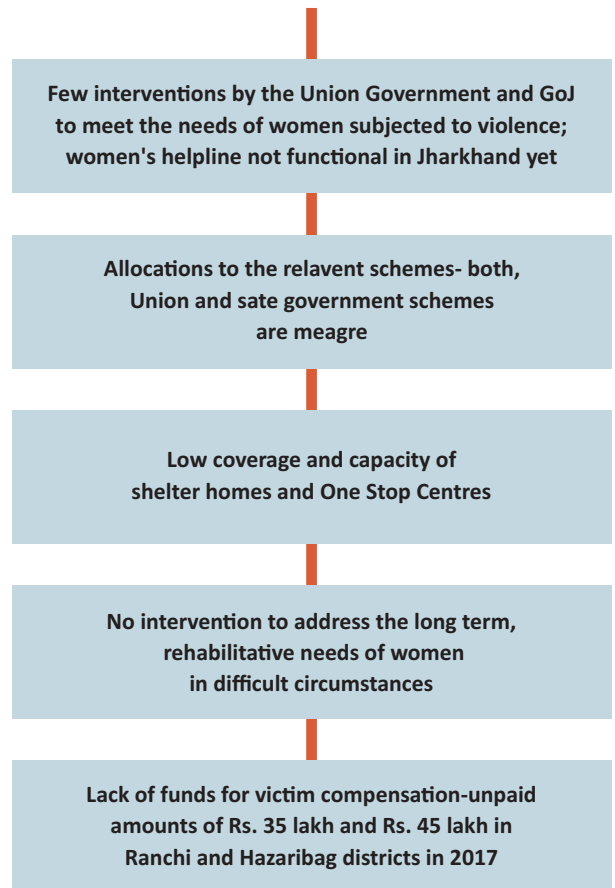 Few interventions by the Union Government and GoJ
to meet the needs of women subjected to violence;
women's helpline not functional in Jharkhand yet
Allocations to the relavent schemes- both,
Union and sate government schemes
are meagre
Low coverage and capacity of
shelter homes and One Stop Centres
No intervention to address the long term,
rehabilitative needs of women
in difficult circumstances
Lack of funds for victim compensation-unpaid
amounts of Rs. 35 lakh and Rs. 45 lakh in
Ranchi and Hazaribag districts in 2017